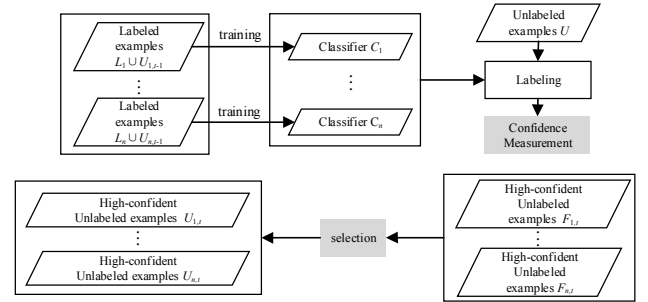 Labeled
examples
L₁ ∪ U₁,ₜ₋₁
⋮
Labeled
examples
Lₙ ∪ Uₙ,ₜ₋₁
training
training
Classifier C₁
⋮
Classifier Cₙ
Unlabeled
examples U
Labeling
Confidence
Measurement
High-confident
Unlabeled examples U₁,ₜ
⋮
High-confident
Unlabeled examples Uₙ,ₜ
selection
High-confident
Unlabeled
examples F₁,ₜ
⋮
High-confident
Unlabeled
examples Fₙ,ₜ